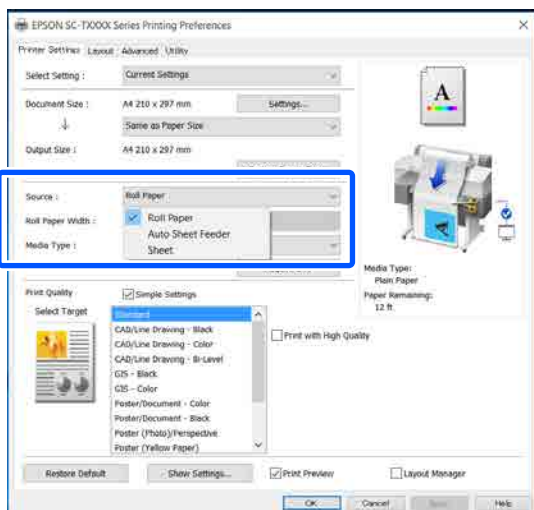 EPSON SC-TXXXX Series Printing Preferences
Printer Settings Layout Advanced Utility
Select Setting : Current Settings
Document Size : A4 210 x 297 mm Settings...
Same as Paper Size
Output Size : A4 210 x 297 mm
A
Source : Roll Paper
Roll Paper Width :
Roll Paper
Auto Sheet Feeder
Media Type :
Sheet
Media Type:
Plain Paper
Paper Remaining:
12 ft.
Print Quality Simple Settings
Select Target
Standard
CAD/Line Drawing - Black
Print with High Quality
CAD/Line Drawing - Color
CAD/Line Drawing - Bi-Level
GIS - Black
GIS - Color
Poster/Document - Color
Poster/Document - Black
Poster (Photo)/Perspective
Poster (Yellow Paper)
Restore Default Show Settings... Print Preview Layout Manager
OK Cancel Help